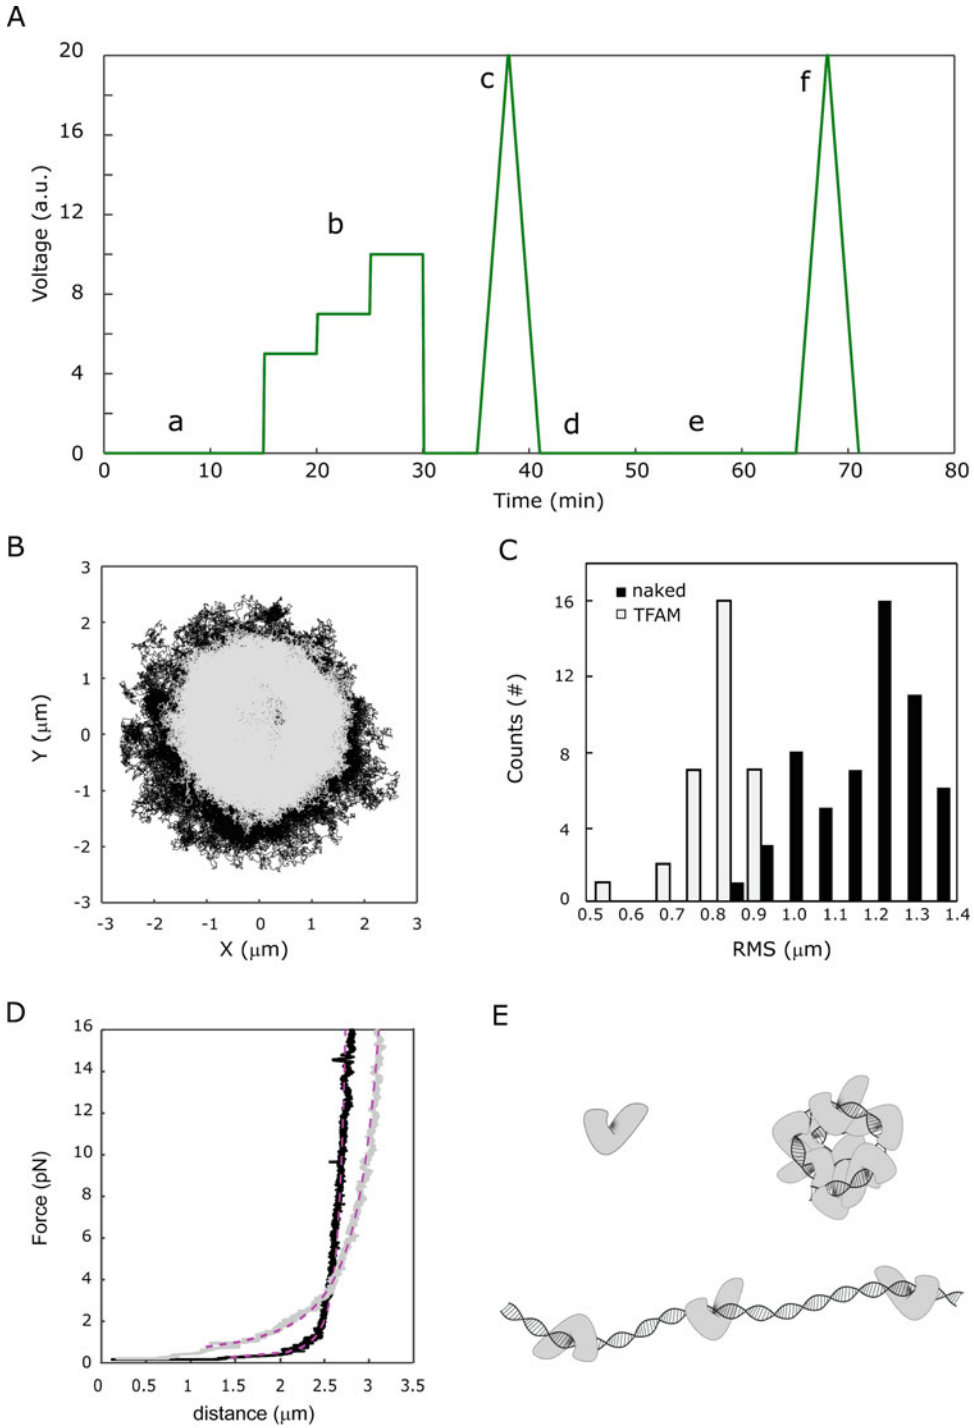 A
20
16
12
8
4
0
Voltage (a.u.)
a
b
c
d
e
f
0 10 20 30 40 50 60 70 80
Time (min)
B
3
2
1
0
-1
-2
-3
Y (μm)
-3 -2 -1 0 1 2 3
X (μm)
C
naked
TFAM
16
12
8
4
0
Counts (#)
0.5 0.6 0.7 0.8 0.9 1.0 1.1 1.2 1.3 1.4
RMS (μm)
D
16
14
12
10
8
6
4
2
0
Force (pN)
0 0.5 1 1.5 2 2.5 3 3.5
distance (μm)
E